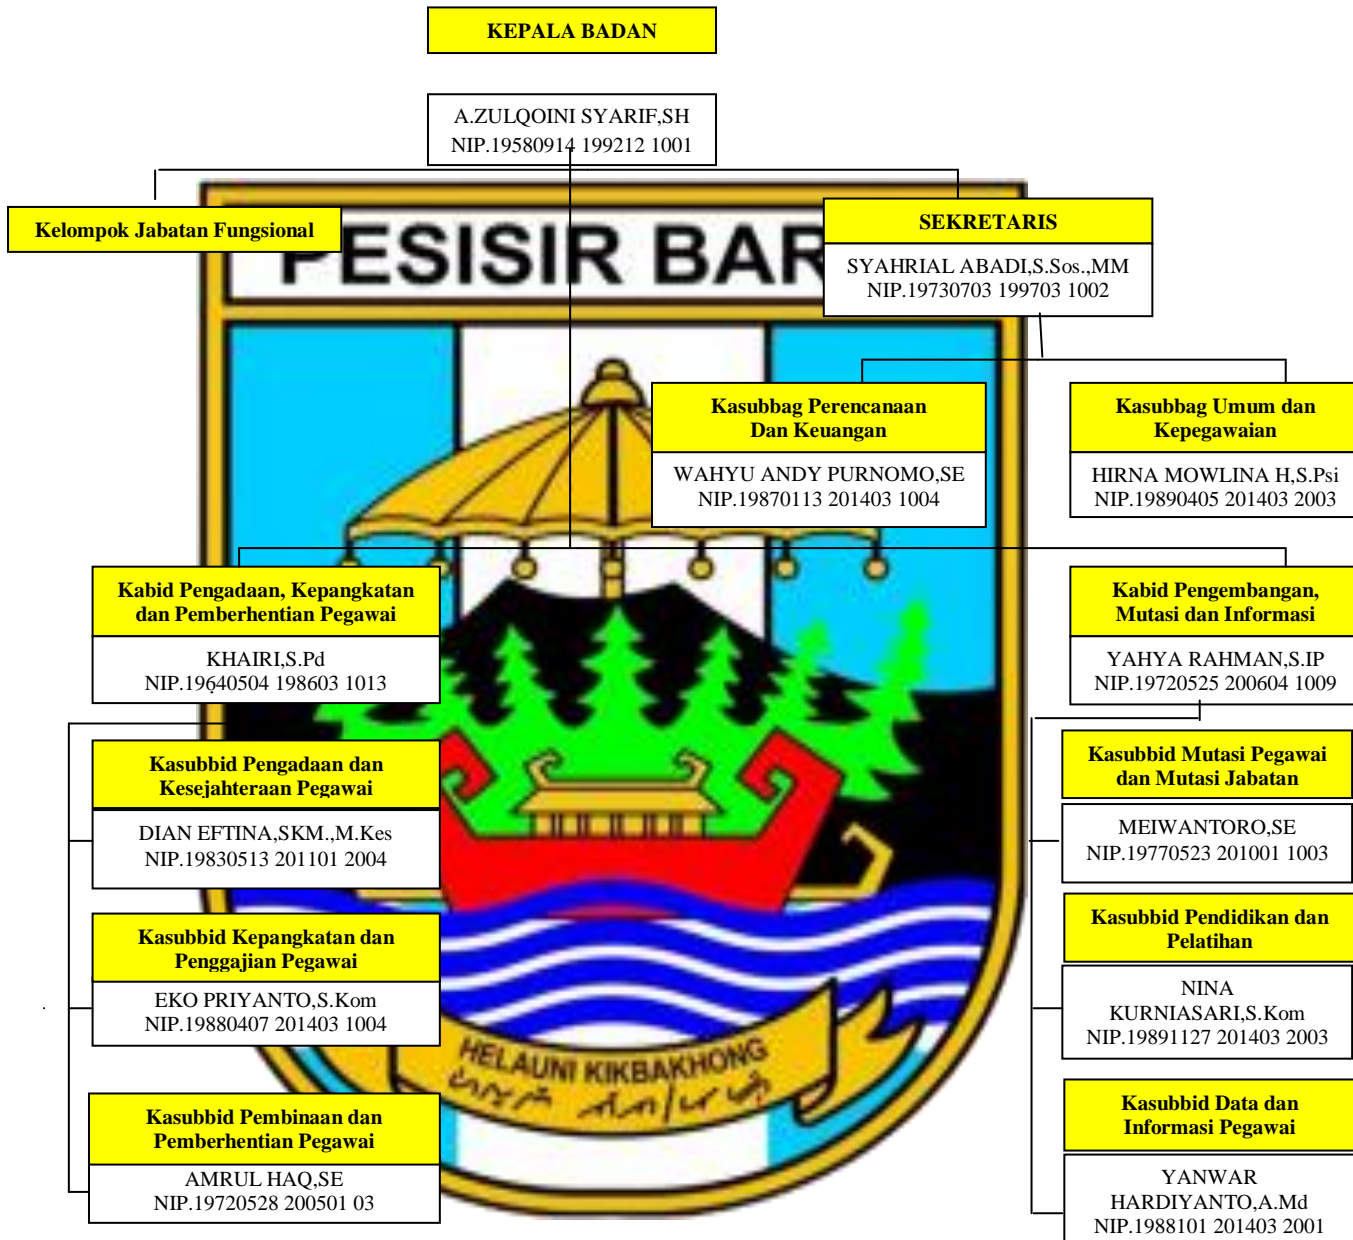 KEPALA BADAN
A.ZULQOINI SYARIF,SH
NIP.19580914 199212 1001
Kelompok Jabatan Fungsional
SEKRETARIS
SYAHRIAL ABADI,S.Sos.,MM
NIP.19730703 199703 1002
PESISIR BAR
Kasubbag Perencanaan
Dan Keuangan
WAHYU ANDY PURNOMO,SE
NIP.19870113 201403 1004
Kasubbag Umum dan
Kepegawaian
HIRNA MOWLINA H,S.Psi
NIP.19890405 201403 2003
Kabid Pengadaan, Kepangkatan
dan Pemberhentian Pegawai
KHAIRI,S.Pd
NIP.19640504 198603 1013
Kabid Pengembangan,
Mutasi dan Informasi
YAHYA RAHMAN,S.IP
NIP.19720525 200604 1009
Kasubbid Pengadaan dan
Kesejahteraan Pegawai
DIAN EFTINA,SKM.,M.Kes
NIP.19830513 201101 2004
Kasubbid Kepangkatan dan
Penggajian Pegawai
EKO PRIYANTO,S.Kom
NIP.19880407 201403 1004
Kasubbid Pembinaan dan
Pemberhentian Pegawai
AMRUL HAQ,SE
NIP.19720528 200501 03
Kasubbid Mutasi Pegawai
dan Mutasi Jabatan
MEIWANTORO,SE
NIP.19770523 201001 1003
Kasubbid Pendidikan dan
Pelatihan
NINA
KURNIASARI,S.Kom
NIP.19891127 201403 2003
Kasubbid Data dan
Informasi Pegawai
YANWAR
HARDIYANTO,A.Md
NIP.1988101 201403 2001
HELAUNI KIKBAKHONG